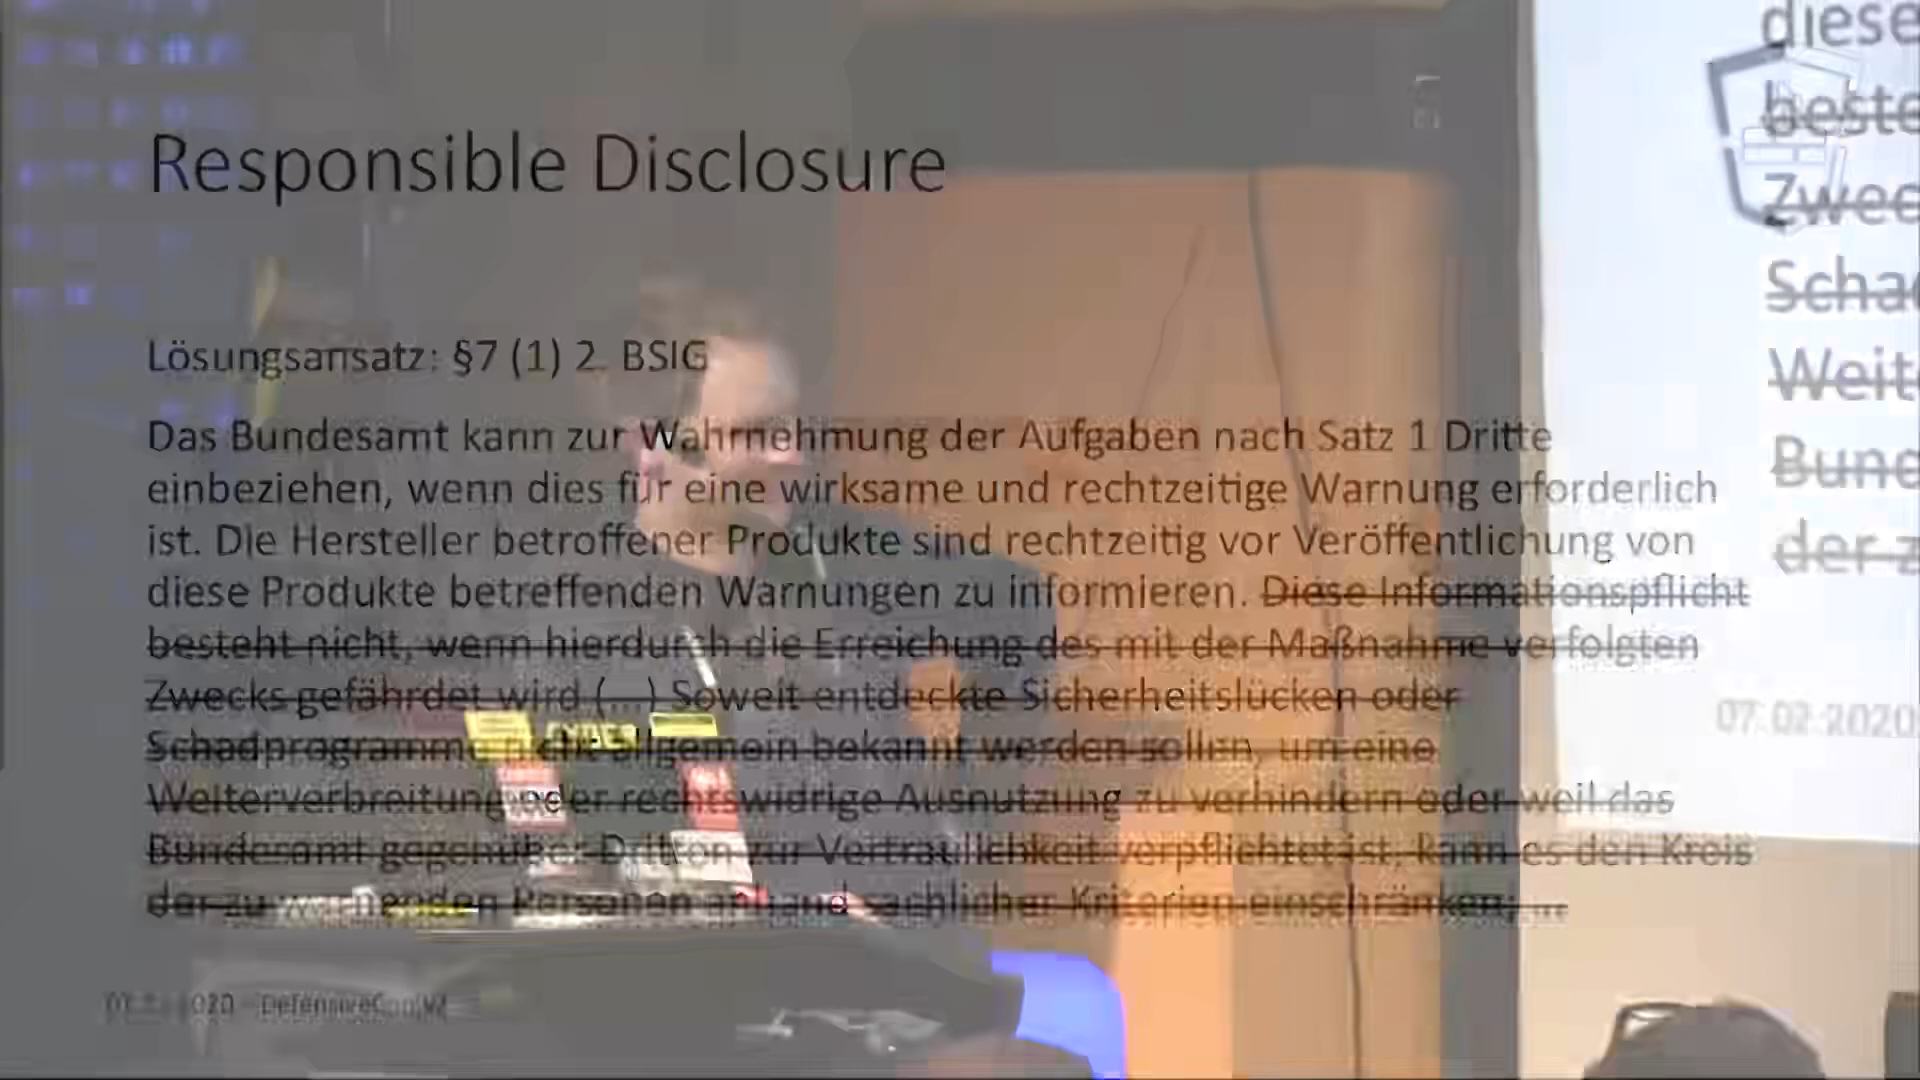 Responsible Disclosure
Lösungsansatz: §7 (1) 2. BSIG
Das Bundesamt kann zur Wahrnehmung der Aufgaben nach Satz 1 Dritte
einbeziehen, wenn dies für eine wirksame und rechtzeitige Warnung erforderlich
ist. Die Hersteller betroffener Produkte sind rechtzeitig vor Veröffentlichung von
diese Produkte betreffenden Warnungen zu informieren. Diese Informationspflicht
besteht nicht, wenn hierdurch die Erreichung des mit der Maßnahme verfolgten
Zwecks gefährdet wird (...) Soweit entdeckte Sicherheitslücken oder
Schadprogramme nicht allgemein bekannt werden sollen, um eine
Weiterverbreitung oder rechtswidrige Ausnutzung zu verhindern oder weil das
Bundesamt gegenüber Dritten zur Vertraulichkeit verpflichtet ist, kann es den Kreis
der zu warnenden Personen anhand sachlicher Kriterien einschränken; ...
07.02.2020 - DefensiveCon V2
diese
beste
Zwec
Scha
Weit
Bund
der z
07.02.2020